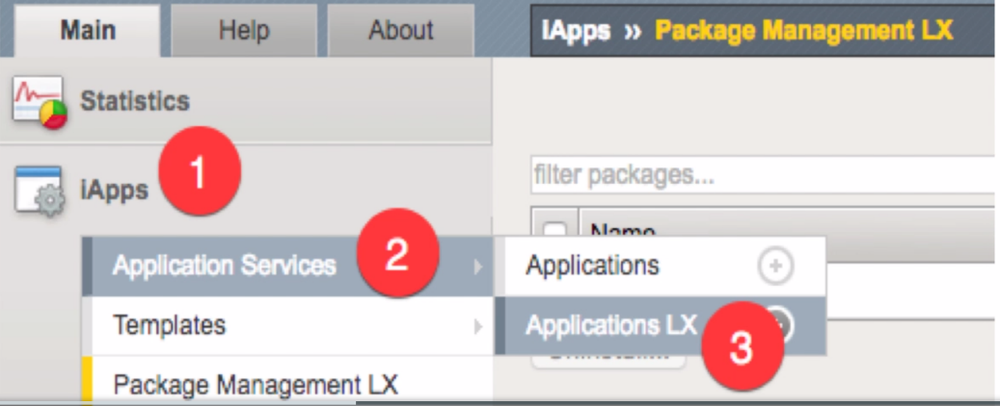 Main Help About iApps » Package Management LX
Statistics
iApps 1
filter packages...
Name
Application Services 2 Applications
Templates Applications LX 3
Package Management LX